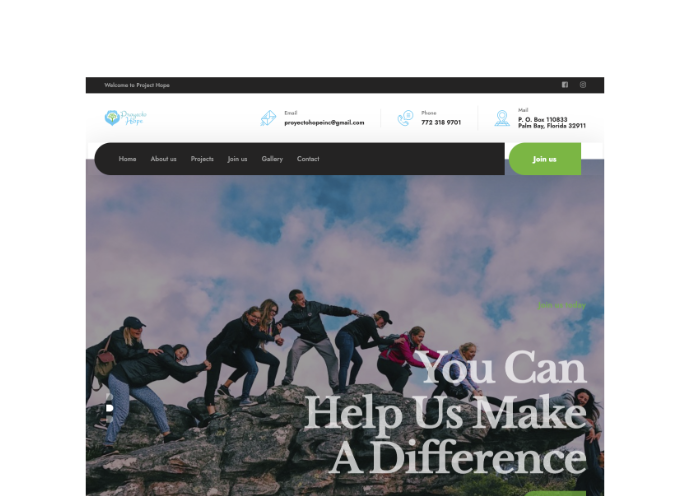 Welcome to Project Hope
Proyecto
Hope
Email
proyectohopeinc@gmail.com
Phone
772 318 9701
Mail
P. O. Box 110833
Palm Bay, Florida 32911
Home
About us
Projects
Join us
Gallery
Contact
Join us
You Can
Help Us Make
A Difference